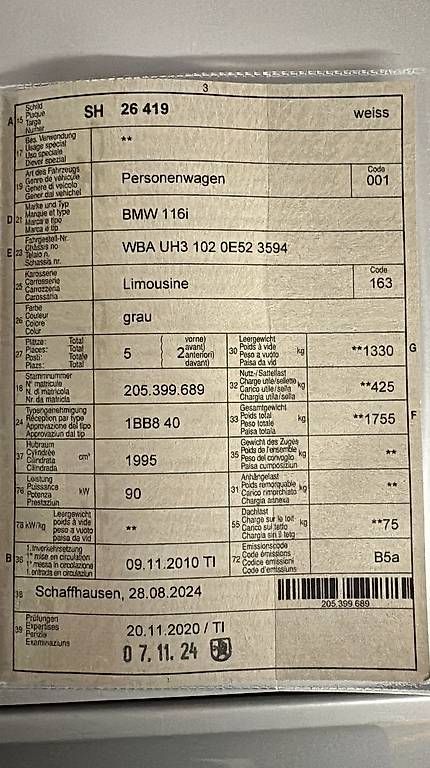 3
A 15 Schild Plaque Targa Numer SH 26 419 weiss
17 Bes. Verwendung Usage spécial Uso speciale Diever spezial **
19 Art des Fahrzeugs Genre de véhicule Genere di veicolo Gener dal vehichel Personenwagen Code 001
D 21 Marke und Typ Marque et type Marca e tipo Marca e tip BMW 116i
E 23 Fahrgestell-Nr. Châssis no Telaio n. Schassis nr. WBA UH3 102 0E52 3594
25 Karosserie Carrosserie Carrozzeria Carossaria Limousine Code 163
26 Farbe Couleur Colore Colur grau
27 Plätze: Total Places: Total Posti: Totale Plazs: Total 5 ( vorne) avant) 2 anteriori) davant) 30 Leergewicht Poids à vide Peso a vuoto Paisa da vid kg **1330 G
18 Stammnummer N° matricule N. di matricola Nr. da matricla 205.399.689 32 Nutz-/Sattellast Charge utile/sellette Carico utile/sella Chargia utila/sella kg **425
24 Typengenehmigung Réception par type Approvazione del tipo Approvaziun dal tip 1BB8 40 33 Gesamtgewicht Poids total Peso totale Paisa totala kg **1755 F
37 Hubraum Cylindrée Cilindrata Cilindrada cm³ 1995 35 Gewicht des Zuges Poids de l'ensemble Peso del convoglio Paisa cumposiziun kg **
76 Leistung Puissance Potenza Prestaziun kW 90 31 Anhängelast Poids remorquable Carico rimorchiato Chargia annexa kg **
78 kW/kg Leergewicht poids à vide peso a vuoto paisa da vid ** 55 Dachlast Charge sur le toit Carico sul tetto Chargia sin il tetg kg **75
B 36 1. Inverkehrsetzung 1re mise en circulation 1a messa in circolazione 1. entrada en circulaziun 09.11.2010 TI 72 Emissionscode Code émissions Codice emissioni Code d'emissiuns B5a
38 Schaffhausen, 28.08.2024 205.399.689
39 Prüfungen Expertises Perizie Examinaziuns 20.11.2020 / TI
07.11.24